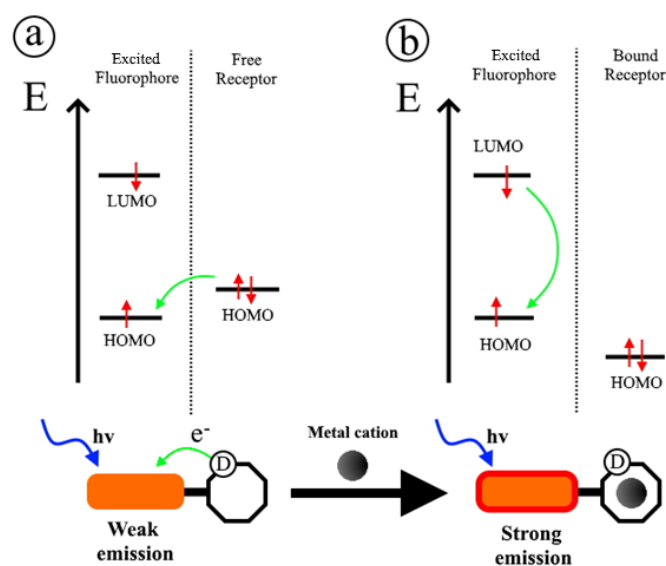 a
Excited
Fluorophore
Free
Receptor
E
LUMO
HOMO
HOMO
hν
e-
D
Weak
emission
Metal cation
b
Excited
Fluorophore
Bound
Receptor
E
LUMO
HOMO
HOMO
hν
D
Strong
emission